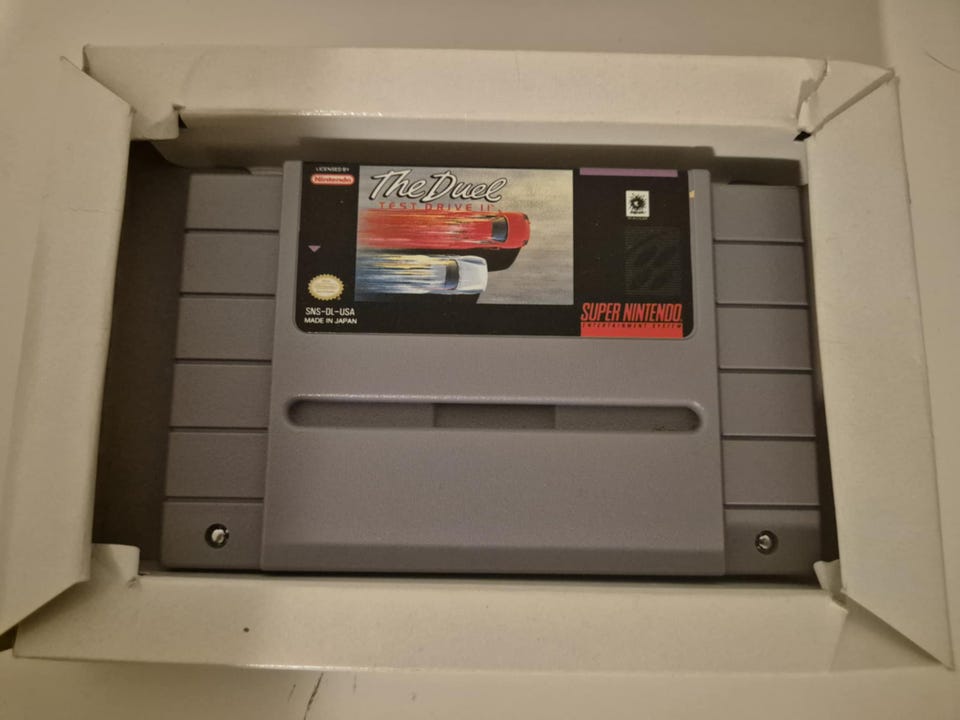 LICENSED BY
Nintendo
The Duel
TEST DRIVE II
SNS-DL-USA
MADE IN JAPAN
SUPER NINTENDO
ENTERTAINMENT SYSTEM